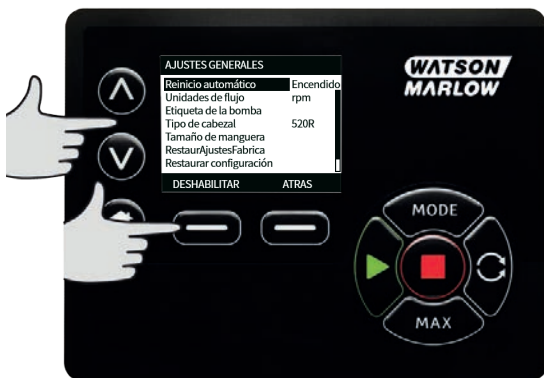 AJUSTES GENERALES
Reinicio automático Encendido
Unidades de flujo rpm
Etiqueta de la bomba
Tipo de cabezal 520R
Tamaño de manguera
RestaurAjustesFabrica
Restaurar configuración
DESHABILITAR ATRAS
WATSON
MARLOW
MODE
MAX